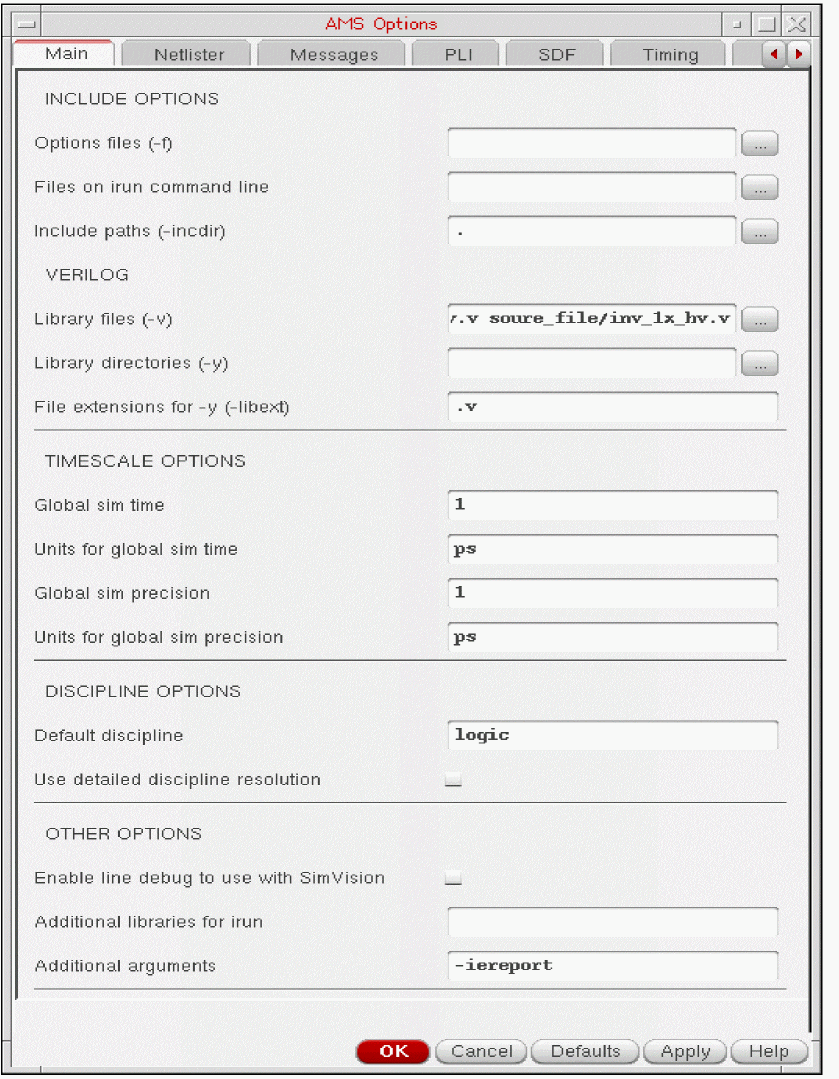 AMS Options
Main Netlister Messages PLI SDF Timing
INCLUDE OPTIONS
Options files (-f) ...
Files on irun command line ...
Include paths (-incdir) . ...
VERILOG
Library files (-v) .v soure_file/inv_1x_hv.v ...
Library directories (-y) ...
File extensions for -y (-libext) .v
TIMESCALE OPTIONS
Global sim time 1
Units for global sim time ps
Global sim precision 1
Units for global sim precision ps
DISCIPLINE OPTIONS
Default discipline logic
Use detailed discipline resolution
OTHER OPTIONS
Enable line debug to use with SimVision
Additional libraries for irun
Additional arguments -iereport
OK Cancel Defaults Apply Help